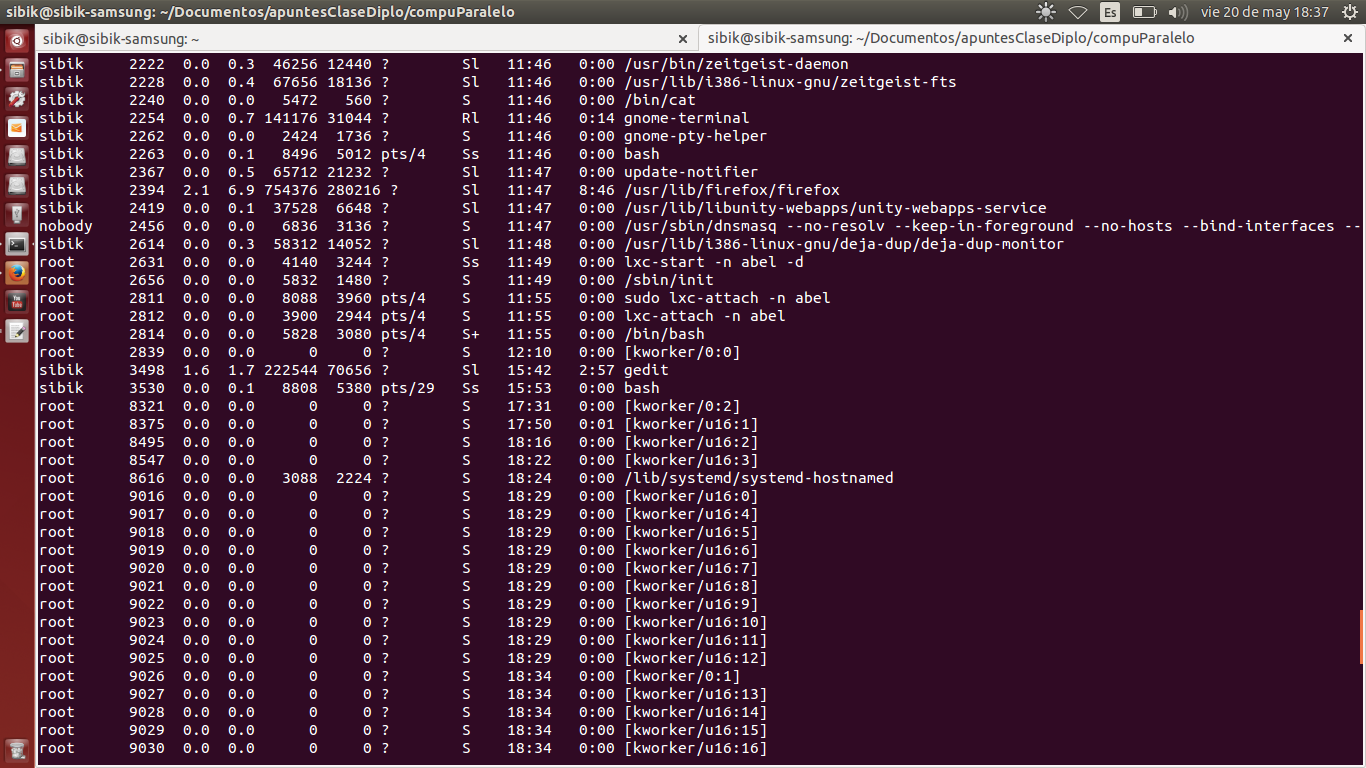 sibik@sibik-samsung: ~/Documentos/apuntesClaseDiplo/compuParalelo Es vie 20 de may 18:37
sibik@sibik-samsung: ~ × sibik@sibik-samsung: ~/Documentos/apuntesClaseDiplo/compuParalelo ×
sibik 2222 0.0 0.3 46256 12440 ? Sl 11:46 0:00 /usr/bin/zeitgeist-daemon
sibik 2228 0.0 0.4 67656 18136 ? Sl 11:46 0:00 /usr/lib/i386-linux-gnu/zeitgeist-fts
sibik 2240 0.0 0.0 5472 560 ? S 11:46 0:00 /bin/cat
sibik 2254 0.0 0.7 141176 31044 ? Rl 11:46 0:14 gnome-terminal
sibik 2262 0.0 0.0 2424 1736 ? S 11:46 0:00 gnome-pty-helper
sibik 2263 0.0 0.1 8496 5012 pts/4 Ss 11:46 0:00 bash
sibik 2367 0.0 0.5 65712 21232 ? Sl 11:47 0:00 update-notifier
sibik 2394 2.1 6.9 754376 280216 ? Sl 11:47 8:46 /usr/lib/firefox/firefox
sibik 2419 0.0 0.1 37528 6648 ? Sl 11:47 0:00 /usr/lib/libunity-webapps/unity-webapps-service
nobody 2456 0.0 0.0 6836 3136 ? S 11:47 0:00 /usr/sbin/dnsmasq --no-resolv --keep-in-foreground --no-hosts --bind-interfaces --
sibik 2614 0.0 0.3 58312 14052 ? Sl 11:48 0:00 /usr/lib/i386-linux-gnu/deja-dup/deja-dup-monitor
root 2631 0.0 0.0 4140 3244 ? Ss 11:49 0:00 lxc-start -n abel -d
root 2656 0.0 0.0 5832 1480 ? S 11:49 0:00 /sbin/init
root 2811 0.0 0.0 8088 3960 pts/4 S 11:55 0:00 sudo lxc-attach -n abel
root 2812 0.0 0.0 3900 2944 pts/4 S 11:55 0:00 lxc-attach -n abel
root 2814 0.0 0.0 5828 3080 pts/4 S+ 11:55 0:00 /bin/bash
root 2839 0.0 0.0 0 0 ? S 12:10 0:00 [kworker/0:0]
sibik 3498 1.6 1.7 222544 70656 ? Sl 15:42 2:57 gedit
sibik 3530 0.0 0.1 8808 5380 pts/29 Ss 15:53 0:00 bash
root 8321 0.0 0.0 0 0 ? S 17:31 0:00 [kworker/0:2]
root 8375 0.0 0.0 0 0 ? S 17:50 0:01 [kworker/u16:1]
root 8495 0.0 0.0 0 0 ? S 18:16 0:00 [kworker/u16:2]
root 8547 0.0 0.0 0 0 ? S 18:22 0:00 [kworker/u16:3]
root 8616 0.0 0.0 3088 2224 ? S 18:24 0:00 /lib/systemd/systemd-hostnamed
root 9016 0.0 0.0 0 0 ? S 18:29 0:00 [kworker/u16:0]
root 9017 0.0 0.0 0 0 ? S 18:29 0:00 [kworker/u16:4]
root 9018 0.0 0.0 0 0 ? S 18:29 0:00 [kworker/u16:5]
root 9019 0.0 0.0 0 0 ? S 18:29 0:00 [kworker/u16:6]
root 9020 0.0 0.0 0 0 ? S 18:29 0:00 [kworker/u16:7]
root 9021 0.0 0.0 0 0 ? S 18:29 0:00 [kworker/u16:8]
root 9022 0.0 0.0 0 0 ? S 18:29 0:00 [kworker/u16:9]
root 9023 0.0 0.0 0 0 ? S 18:29 0:00 [kworker/u16:10]
root 9024 0.0 0.0 0 0 ? S 18:29 0:00 [kworker/u16:11]
root 9025 0.0 0.0 0 0 ? S 18:29 0:00 [kworker/u16:12]
root 9026 0.0 0.0 0 0 ? S 18:34 0:00 [kworker/0:1]
root 9027 0.0 0.0 0 0 ? S 18:34 0:00 [kworker/u16:13]
root 9028 0.0 0.0 0 0 ? S 18:34 0:00 [kworker/u16:14]
root 9029 0.0 0.0 0 0 ? S 18:34 0:00 [kworker/u16:15]
root 9030 0.0 0.0 0 0 ? S 18:34 0:00 [kworker/u16:16]